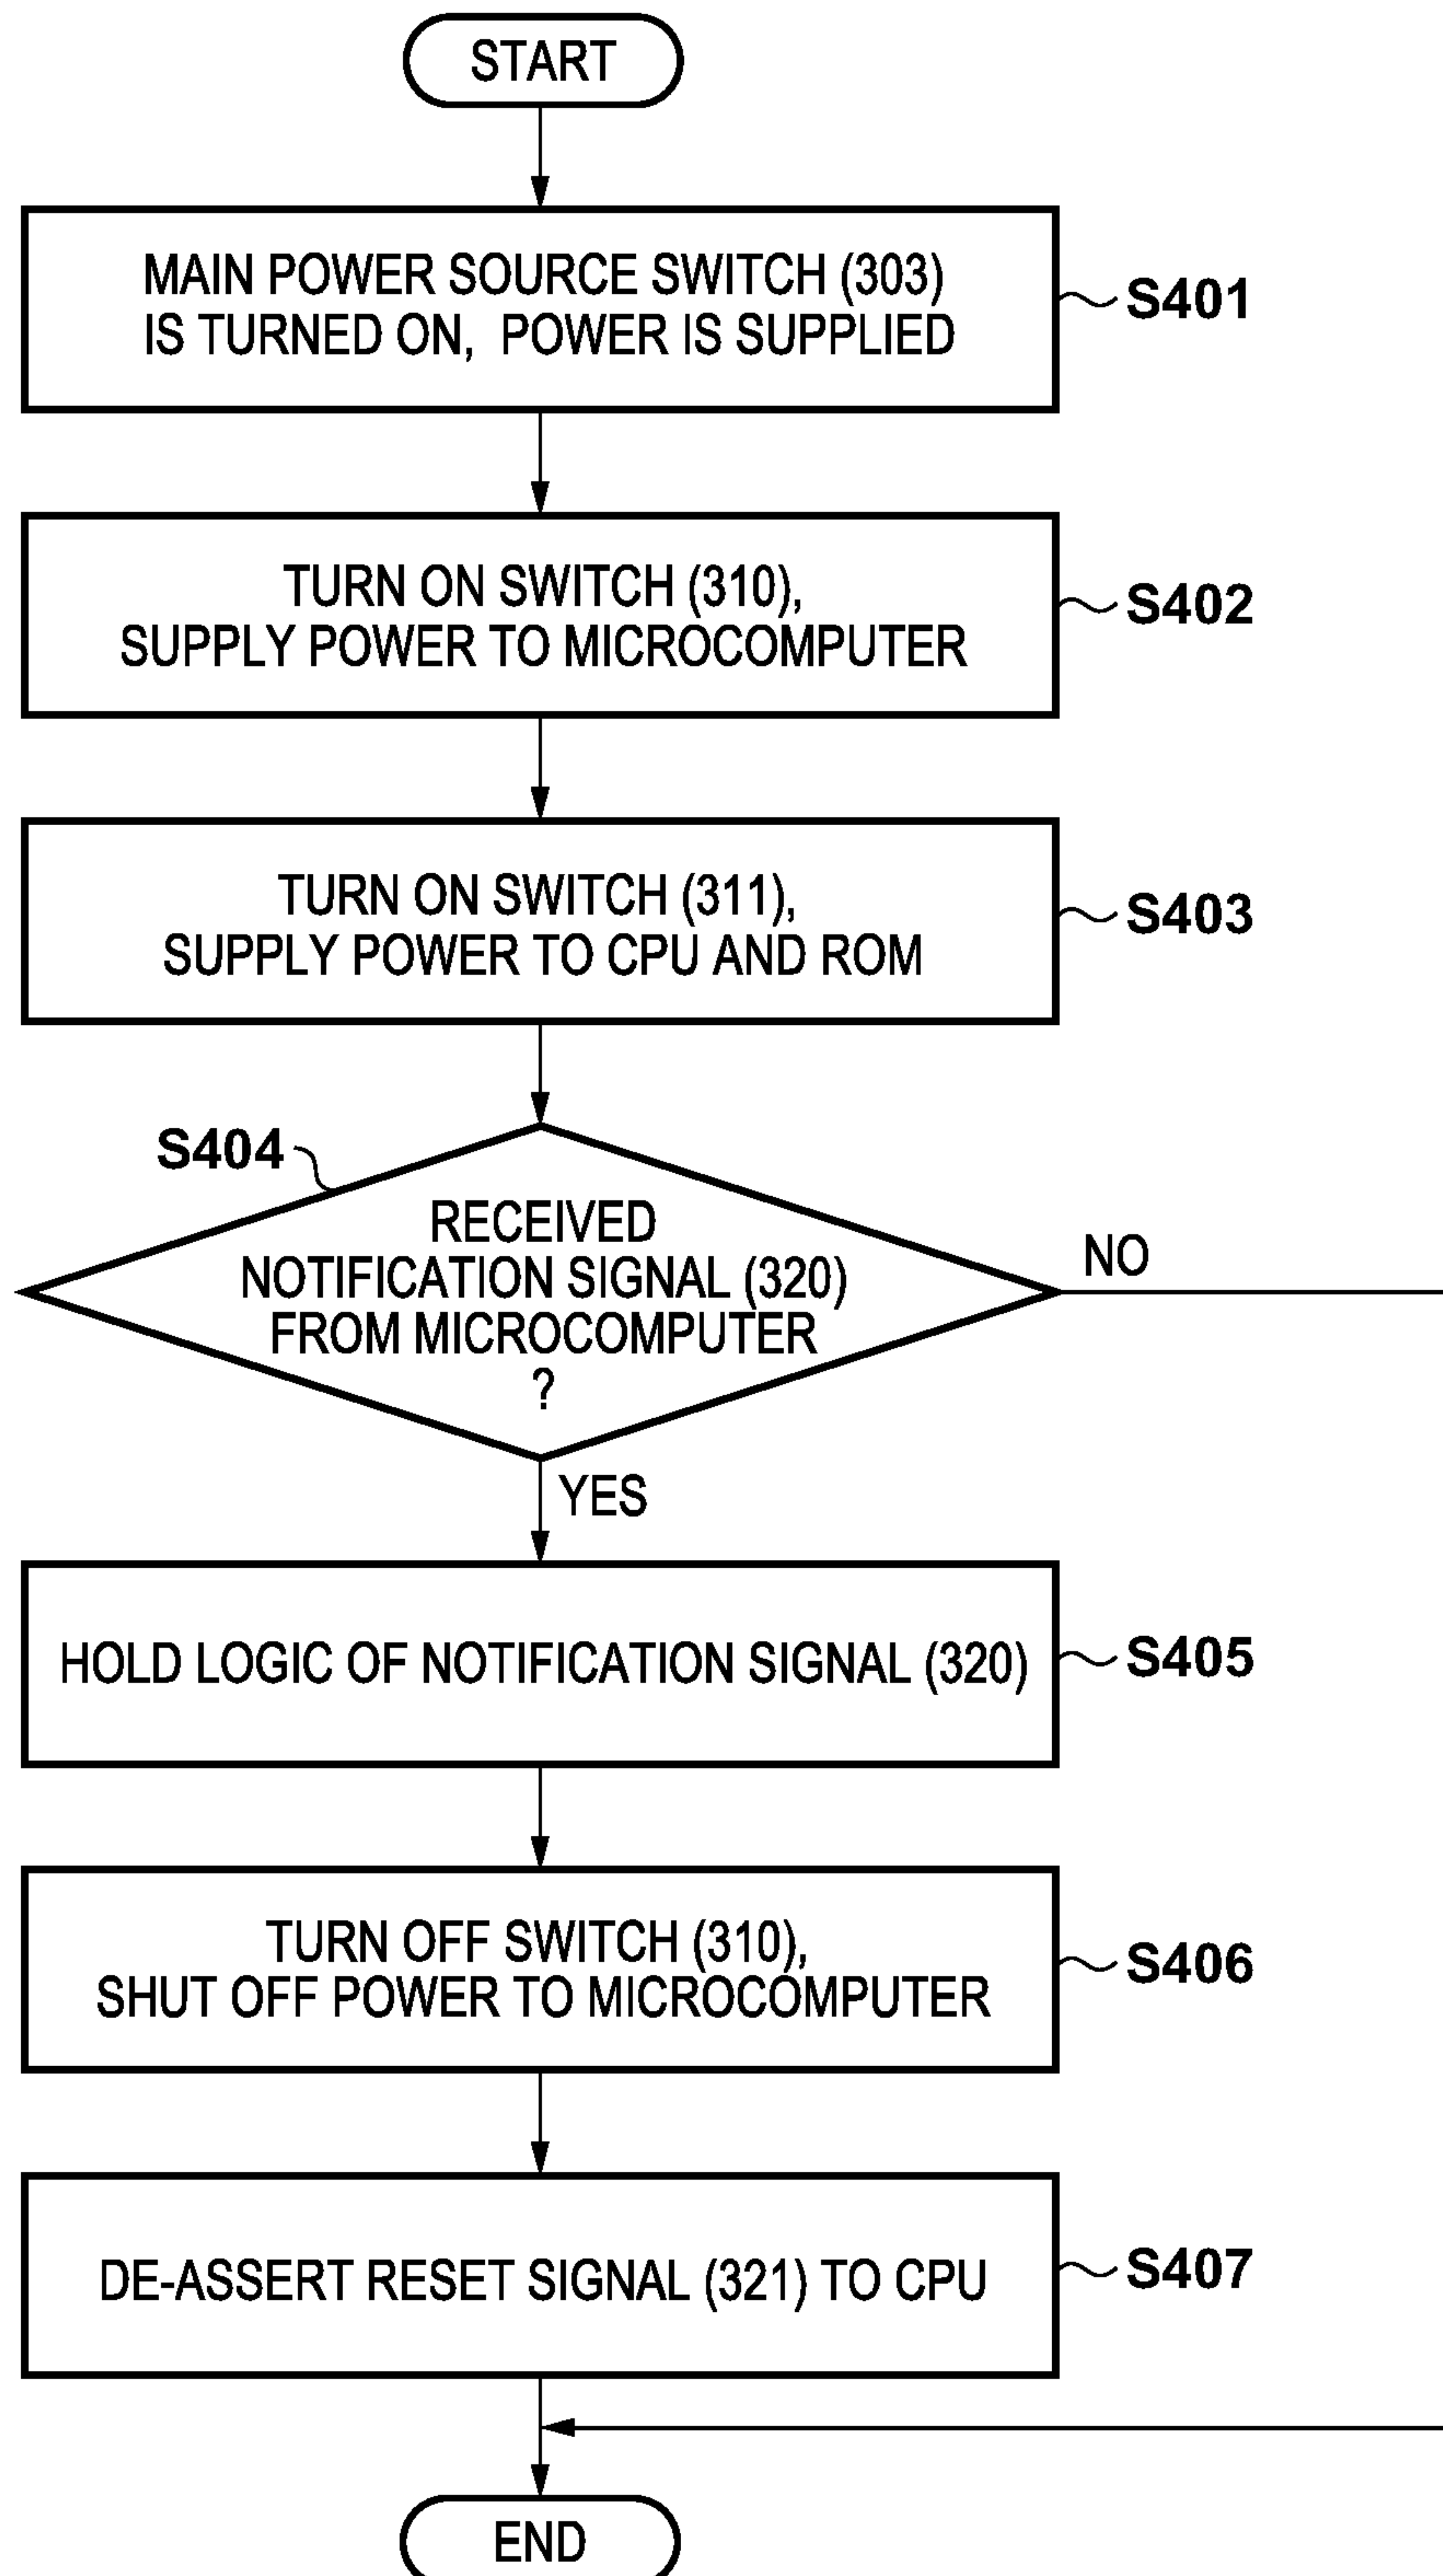 START
MAIN POWER SOURCE SWITCH (303)
IS TURNED ON, POWER IS SUPPLIED
S401
TURN ON SWITCH (310),
SUPPLY POWER TO MICROCOMPUTER
S402
TURN ON SWITCH (311),
SUPPLY POWER TO CPU AND ROM
S403
S404
RECEIVED
NOTIFICATION SIGNAL (320)
FROM MICROCOMPUTER
?
NO
YES
HOLD LOGIC OF NOTIFICATION SIGNAL (320)
S405
TURN OFF SWITCH (310),
SHUT OFF POWER TO MICROCOMPUTER
S406
DE-ASSERT RESET SIGNAL (321) TO CPU
S407
END